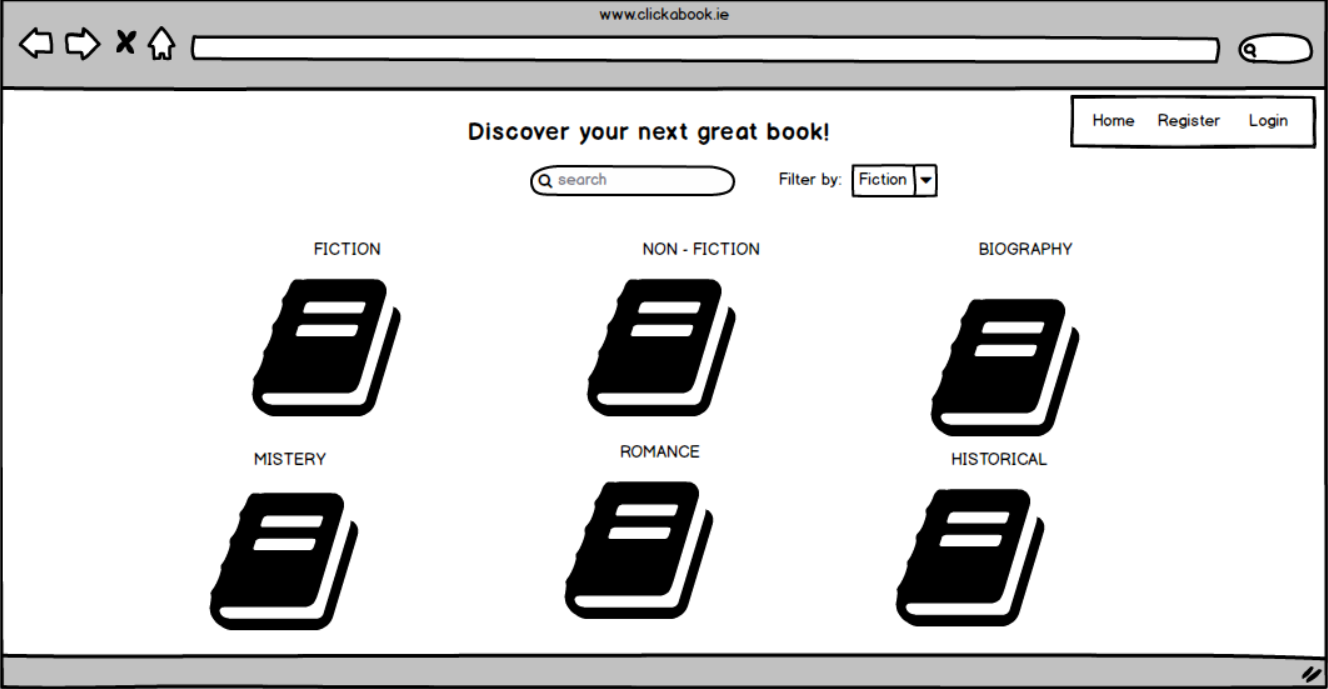 www.clickabook.ie
Home Register Login
Discover your next great book!
search Filter by: Fiction
FICTION NON - FICTION BIOGRAPHY
MISTERY ROMANCE HISTORICAL